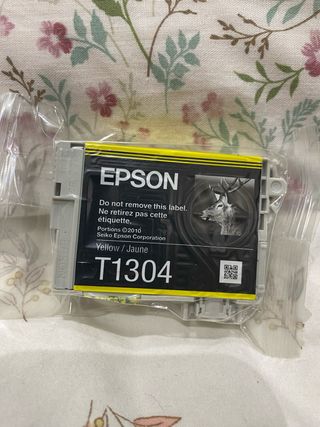 EPSON
Do not remove this label.
Ne retirez pas cette
étiquette.
Portions ©2010
Seiko Epson Corporation
Yellow / Jaune
T1304